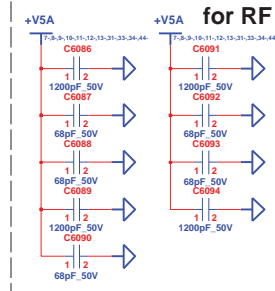 for RF
+V5A
7-,8-,9-,10-,11-,12-,13-,31-,33-,34-,44-
C6086
1 2
1200pF_50V
C6087
1 2
68pF_50V
C6088
1 2
68pF_50V
C6089
1 2
1200pF_50V
C6090
1 2
68pF_50V
+V5A
7-,8-,9-,10-,11-,12-,13-,31-,33-,34-,44-
C6091
1 2
1200pF_50V
C6092
1 2
68pF_50V
C6093
1 2
68pF_50V
C6094
1 2
1200pF_50V